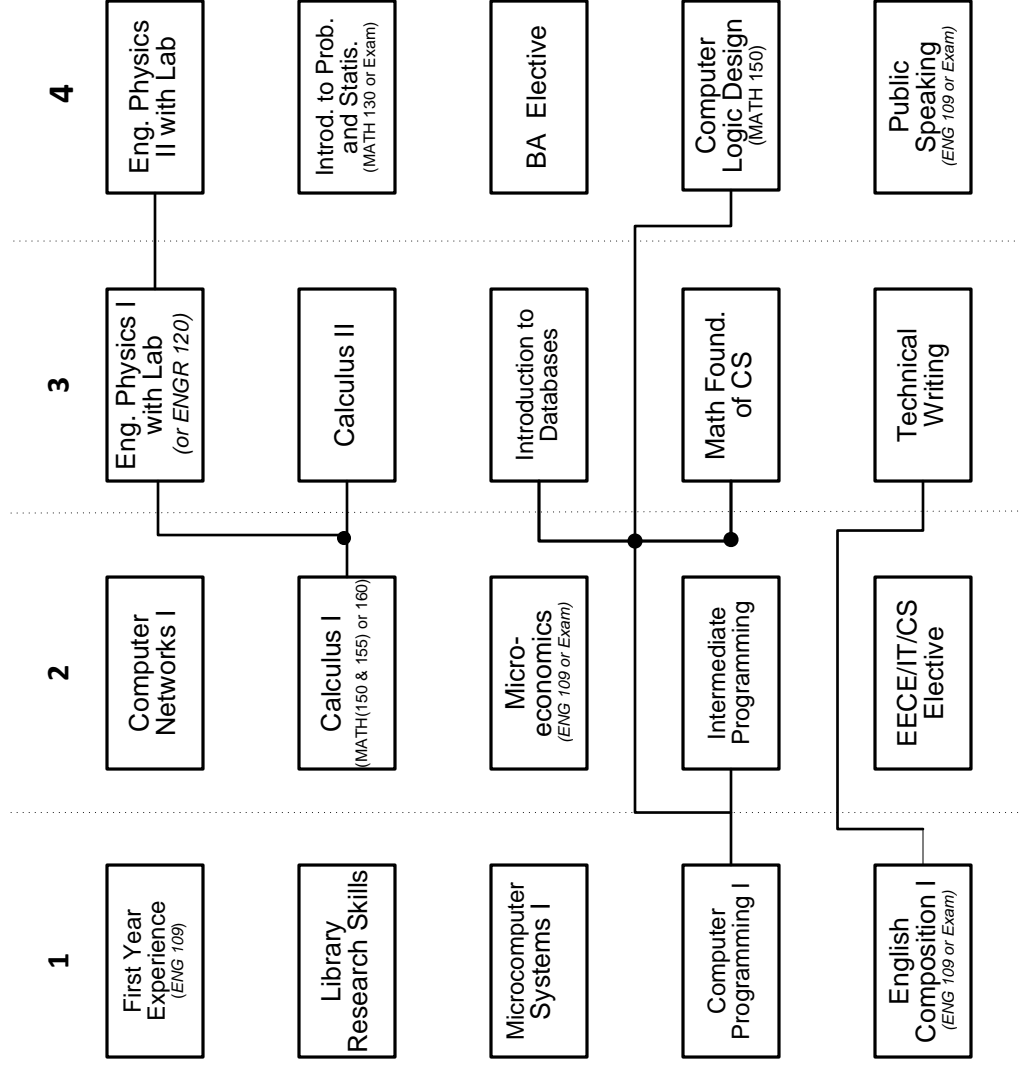 1
First Year
Experience
(ENG 109)
Library
Research Skills
Microcomputer
Systems I
Computer
Programming I
English
Composition I
(ENG 109 or Exam)
2
Computer
Networks I
Calculus I
(MATH(150 & 155) or 160)
Micro-
economics
(ENG 109 or Exam)
Intermediate
Programming
EECE/IT/CS
Elective
3
Eng. Physics I
with Lab
(or ENGR 120)
Calculus II
Introduction to
Databases
Math Found.
of CS
Technical
Writing
4
Eng. Physics
II with Lab
Introd. to Prob.
and Statis.
(MATH 130 or Exam)
BA Elective
Computer
Logic Design
(MATH 150)
Public
Speaking
(ENG 109 or Exam)